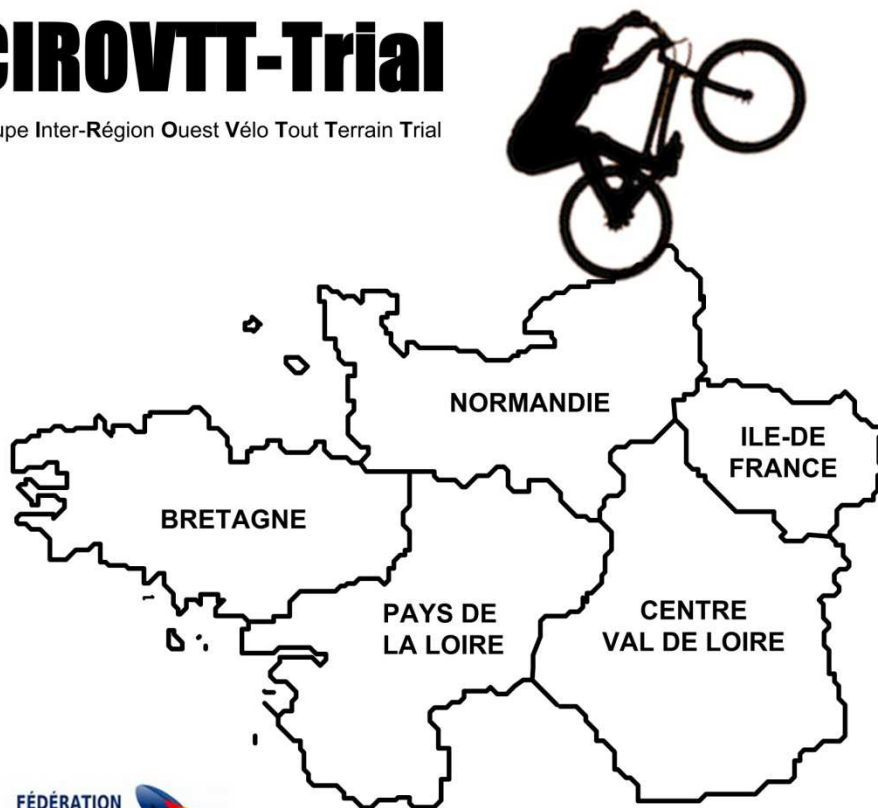 CIROVTT-Trial
upe Inter-Région Ouest Vélo Tout Terrain Trial
NORMANDIE
ILE-DE
FRANCE
BRETAGNE
PAYS DE
LA LOIRE
CENTRE
VAL DE LOIRE
FÉDÉRATION